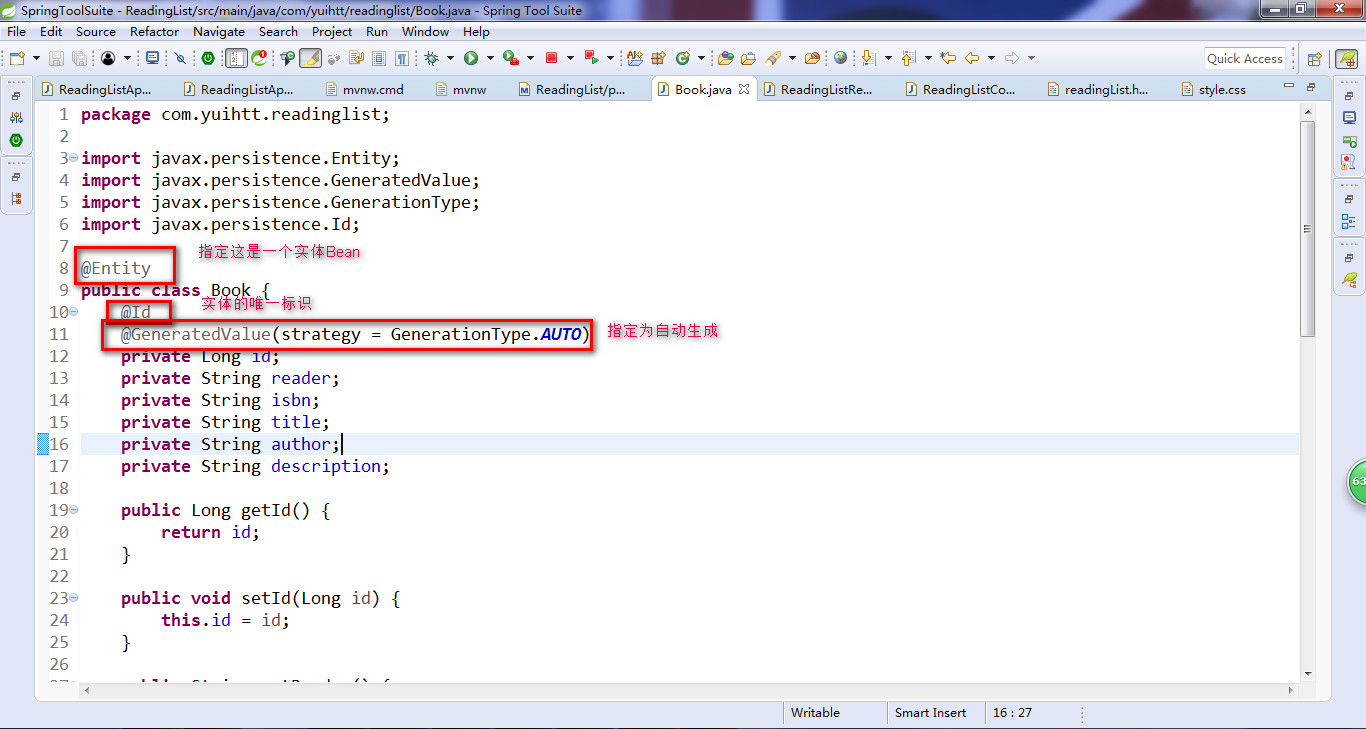 SpringToolSuite - ReadingList/src/main/java/com/yuihtt/readinglist/Book.java - Spring Tool Suite
File Edit Source Refactor Navigate Search Project Run Window Help
Quick Access
ReadingListAp... ReadingListAp... mvnw.cmd mvnw ReadingList/p... Book.java ReadingListRe... ReadingListCo... readingList.h... style.css
1 package com.yuihtt.readinglist;
2
3 import javax.persistence.Entity;
4 import javax.persistence.GeneratedValue;
5 import javax.persistence.GenerationType;
6 import javax.persistence.Id;
7
指定这是一个实体Bean
8 @Entity
9 public class Book {
实体的唯一标识
10 @Id
11 @GeneratedValue(strategy = GenerationType.AUTO) 指定为自动生成
12 private Long id;
13 private String reader;
14 private String isbn;
15 private String title;
16 private String author;
17 private String description;
18
19 public Long getId() {
20 return id;
21 }
22
23 public void setId(Long id) {
24 this.id = id;
25 }
26
63
Writable Smart Insert 16 : 27